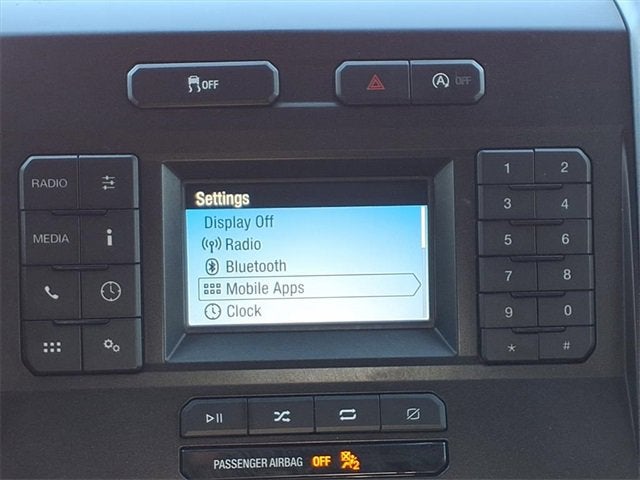 OFF
A OFF
RADIO
MEDIA
i
Settings
Display Off
Radio
Bluetooth
Mobile Apps
Clock
1 2
3 4
5 6
7 8
9 0
* #
PASSENGER AIRBAG OFF 2